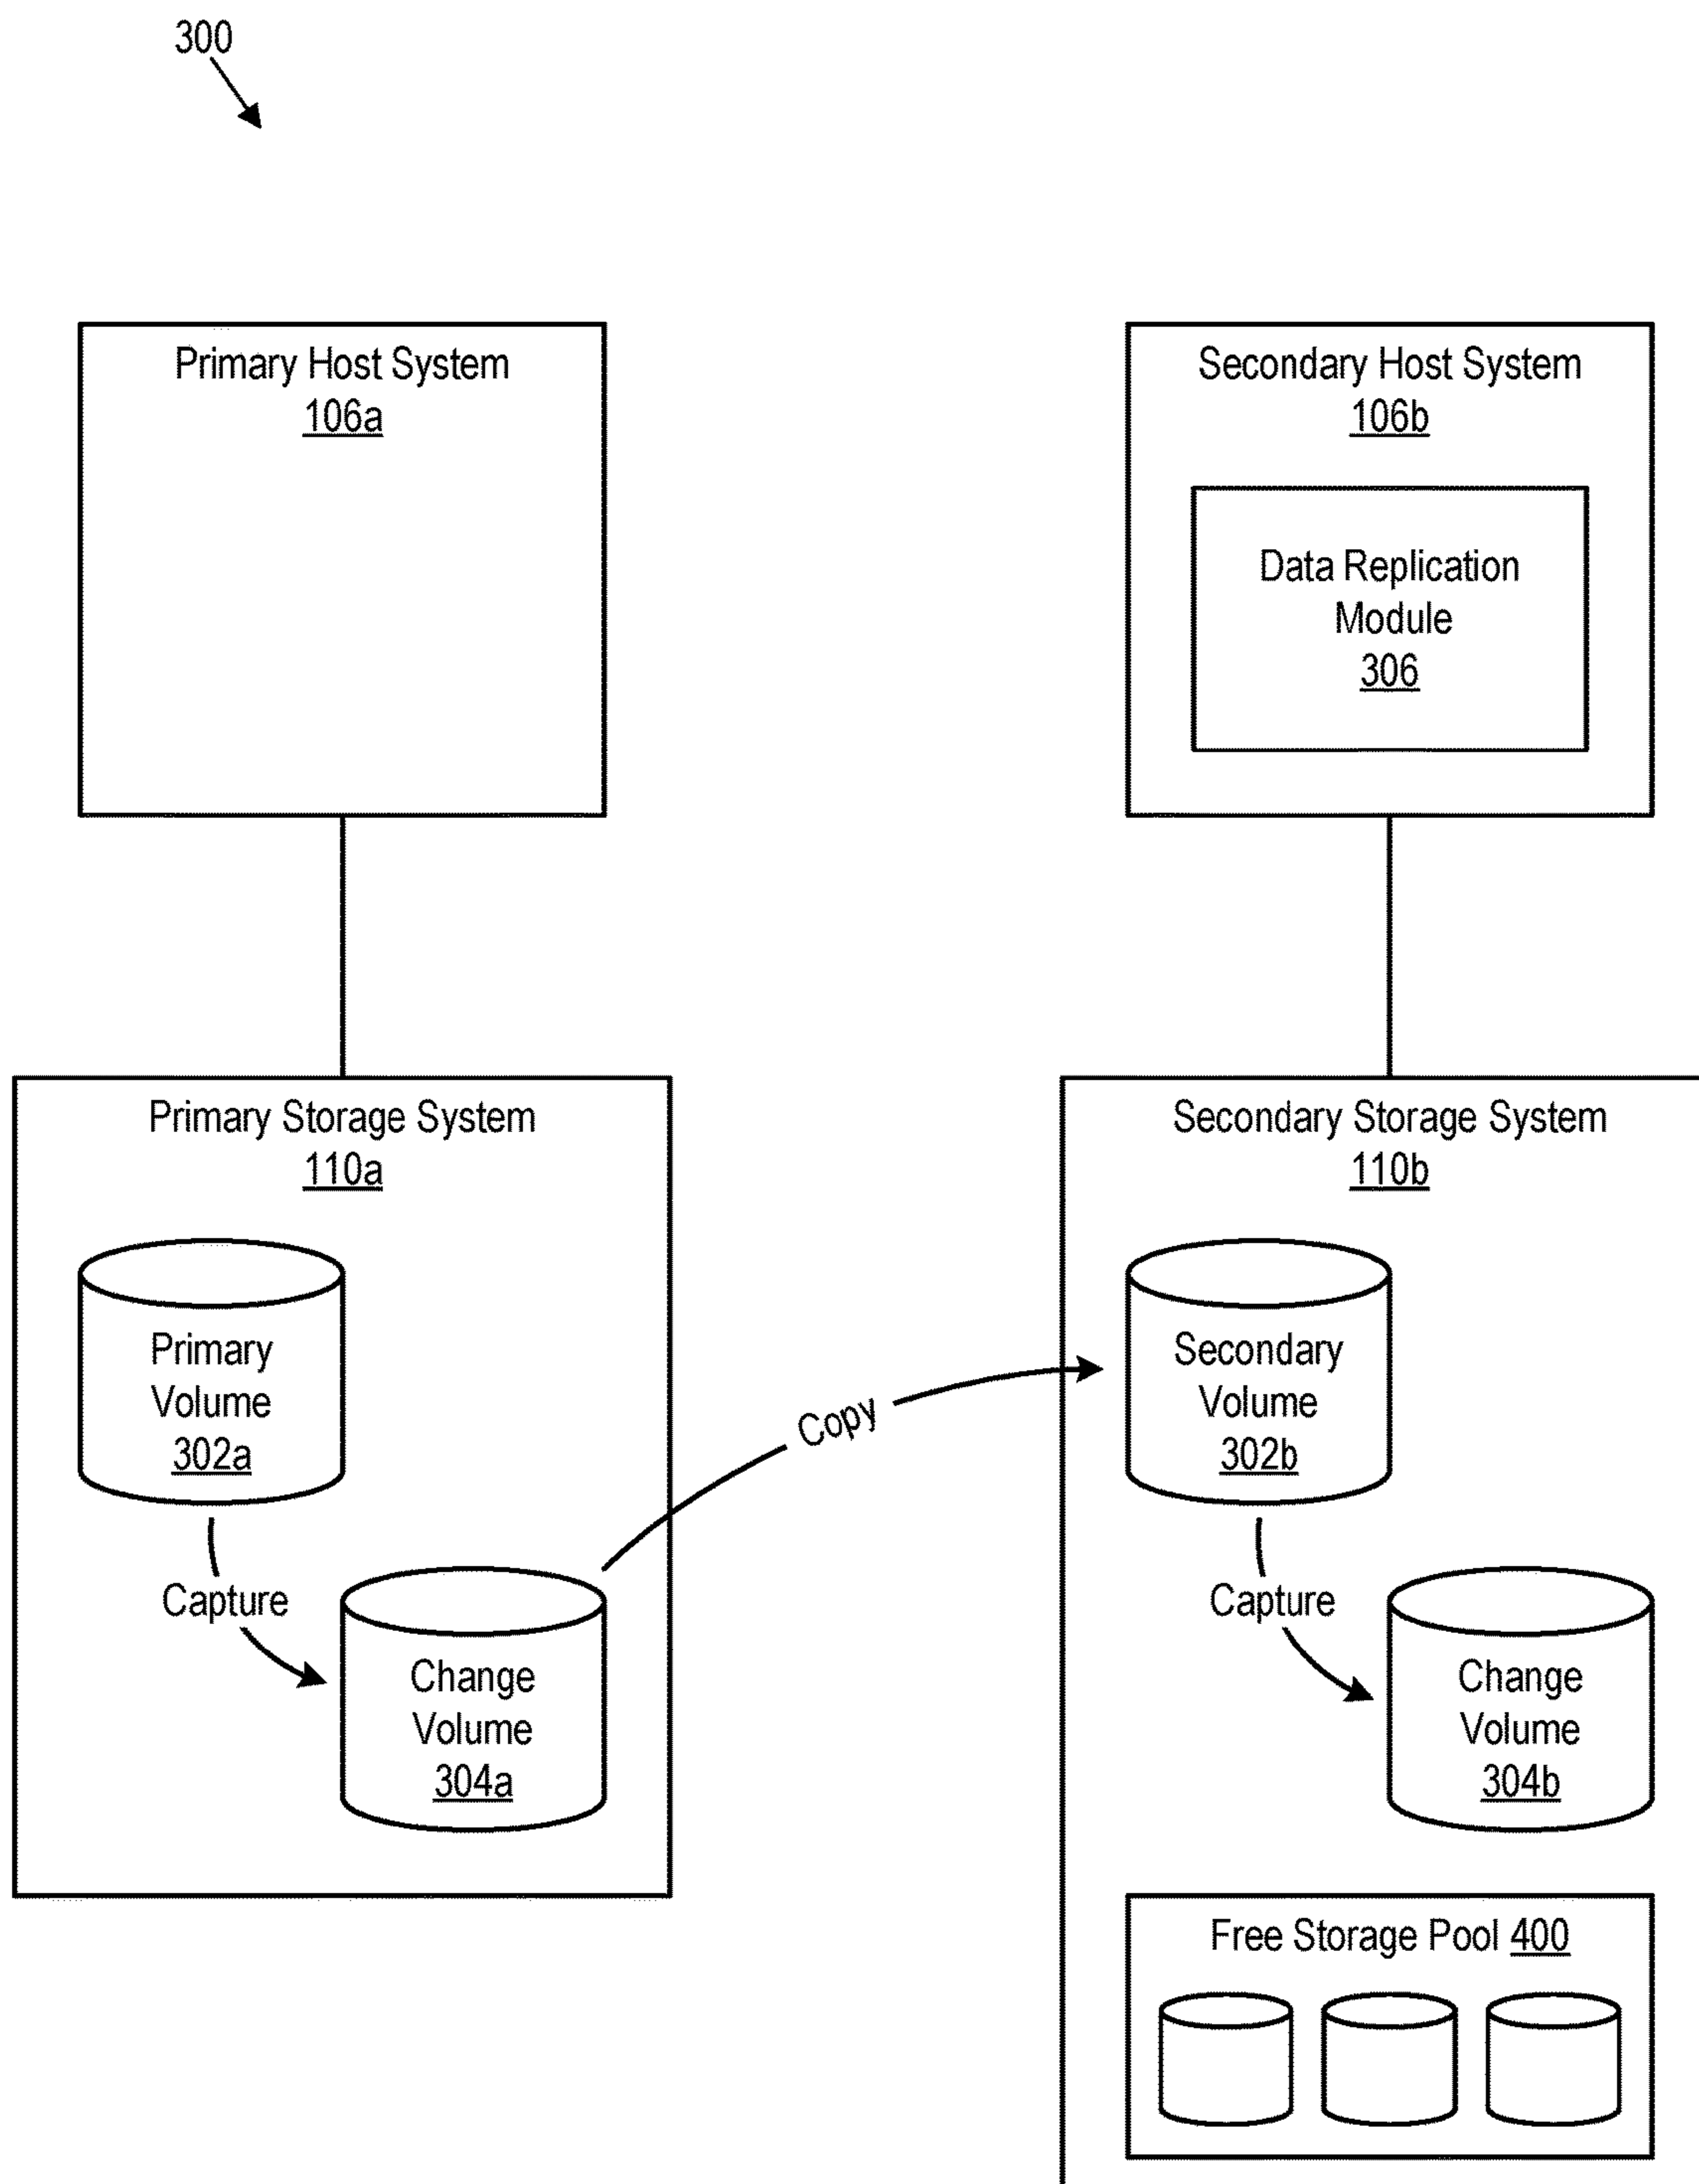 300
Primary Host System
106a
Secondary Host System
106b
Data Replication
Module
306
Primary Storage System
110a
Primary
Volume
302a
Capture
Change
Volume
304a
Copy
Secondary Storage System
110b
Secondary
Volume
302b
Capture
Change
Volume
304b
Free Storage Pool 400